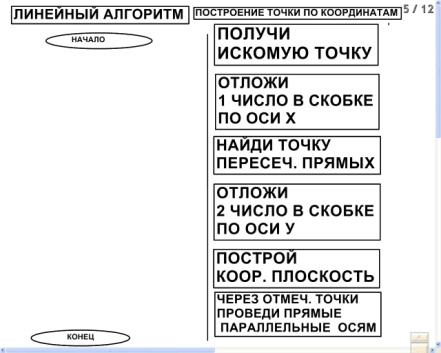 ЛИНЕЙНЫЙ АЛГОРИТМ
ПОСТРОЕНИЕ ТОЧКИ ПО КООРДИНАТАМ
5 / 12
НАЧАЛО
ПОЛУЧИ
ИСКОМУЮ ТОЧКУ
ОТЛОЖИ
1 ЧИСЛО В СКОБКЕ
ПО ОСИ Х
НАЙДИ ТОЧКУ
ПЕРЕСЕЧ. ПРЯМЫХ
ОТЛОЖИ
2 ЧИСЛО В СКОБКЕ
ПО ОСИ У
ПОСТРОЙ
КООР. ПЛОСКОСТЬ
ЧЕРЕЗ ОТМЕЧ. ТОЧКИ
ПРОВЕДИ ПРЯМЫЕ
ПАРАЛЛЕЛЬНЫЕ ОСЯМ
КОНЕЦ